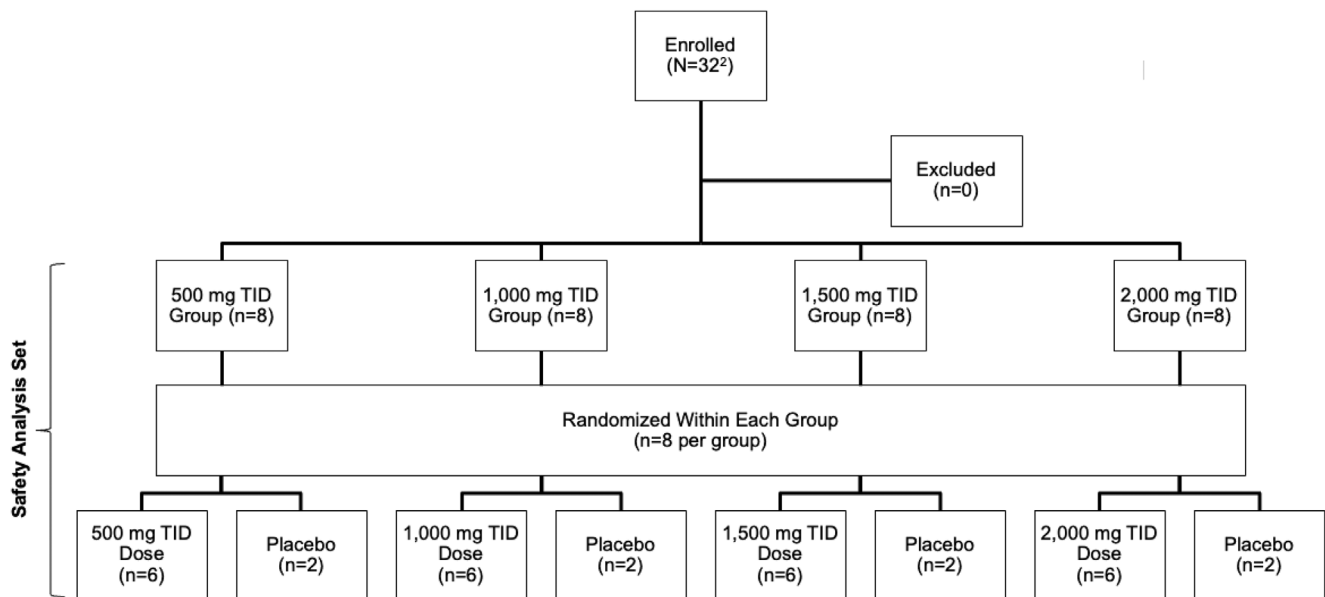 Enrolled
(N=32²)
Excluded
(n=0)
500 mg TID
Group (n=8)
1,000 mg TID
Group (n=8)
1,500 mg TID
Group (n=8)
2,000 mg TID
Group (n=8)
Safety Analysis Set
Randomized Within Each Group
(n=8 per group)
500 mg TID
Dose
(n=6)
Placebo
(n=2)
1,000 mg TID
Dose
(n=6)
Placebo
(n=2)
1,500 mg TID
Dose
(n=6)
Placebo
(n=2)
2,000 mg TID
Dose
(n=6)
Placebo
(n=2)